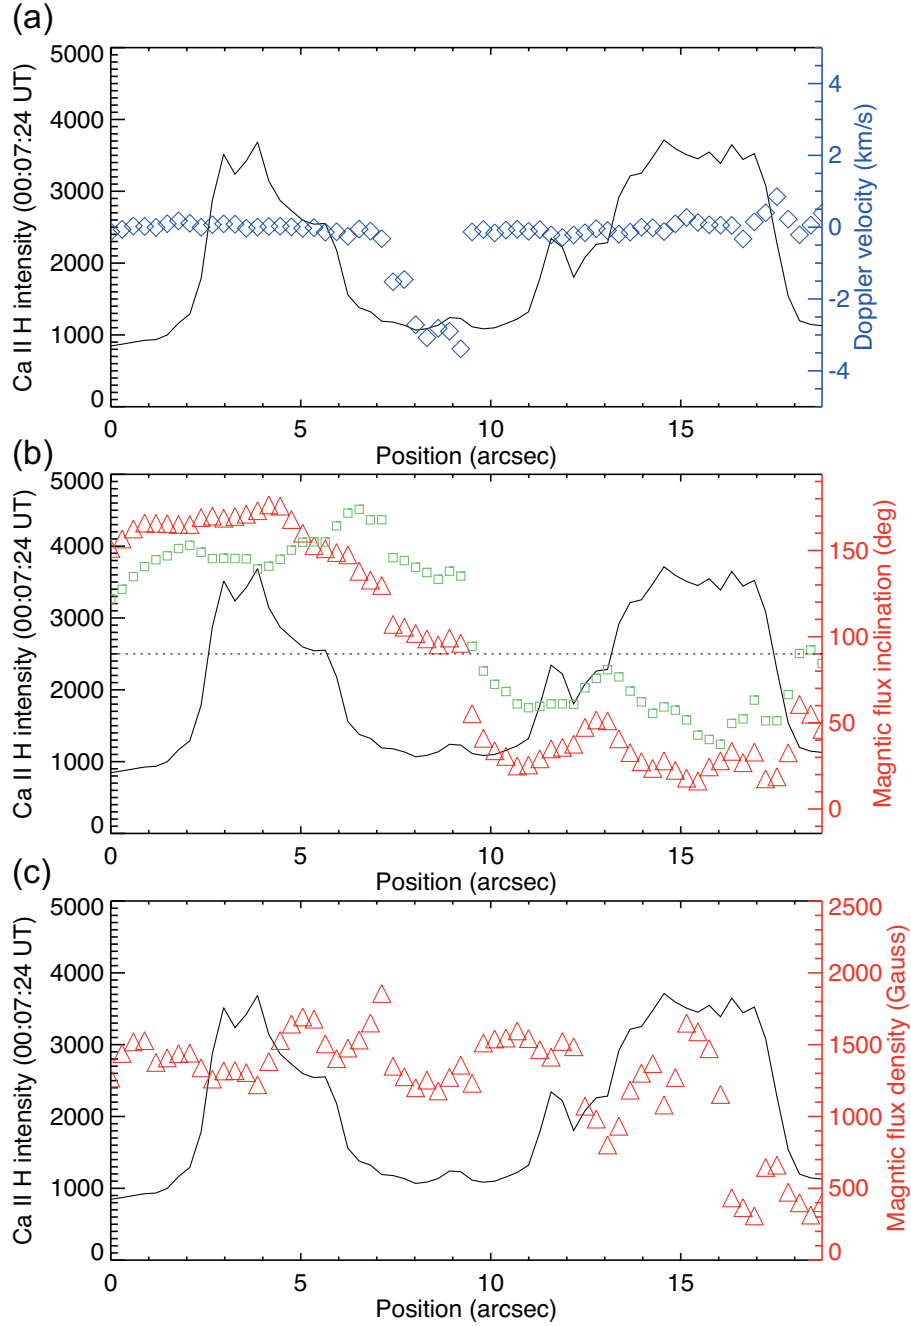 (a)
5000
4000
3000
2000
1000
0
Ca II H intensity (00:07:24 UT)
4
2
0
-2
-4
Doppler velocity (km/s)
0 5 10 15
Position (arcsec)
(b)
5000
4000
3000
2000
1000
0
Ca II H intensity (00:07:24 UT)
150
100
50
0
Magntic flux inclination (deg)
0 5 10 15
Position (arcsec)
(c)
5000
4000
3000
2000
1000
0
Ca II H intensity (00:07:24 UT)
2500
2000
1500
1000
500
0
Magntic flux density (Gauss)
0 5 10 15
Position (arcsec)